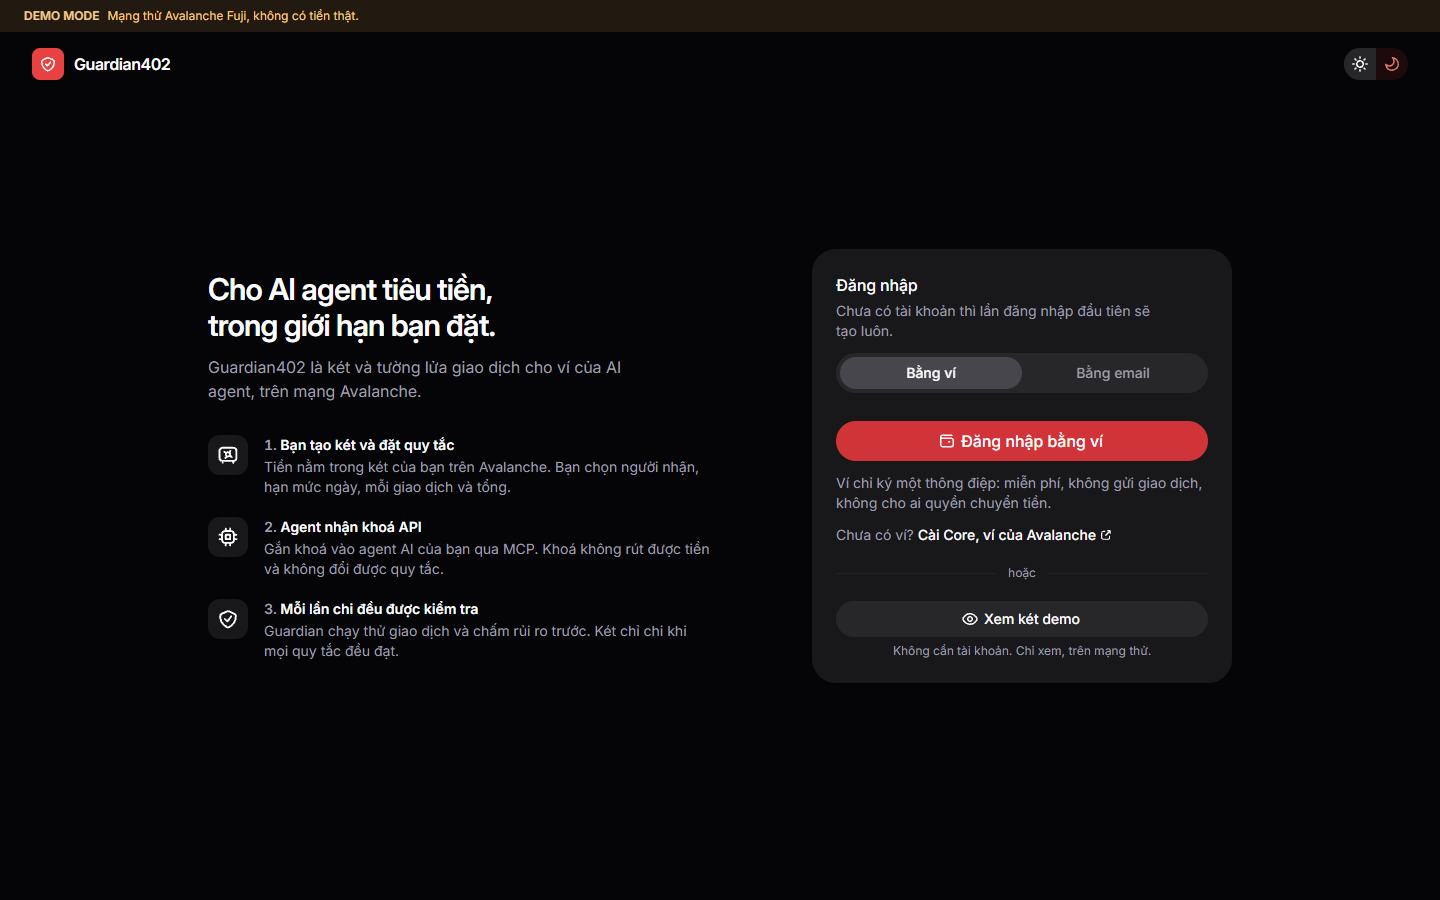 DEMO MODE Mạng thử Avalanche Fuji, không có tiền thật.
Guardian402
Cho AI agent tiêu tiền,
trong giới hạn bạn đặt.
Guardian402 là két và tường lửa giao dịch cho ví của AI
agent, trên mạng Avalanche.
1. Bạn tạo két và đặt quy tắc
Tiền nằm trong két của bạn trên Avalanche. Bạn chọn người nhận,
hạn mức ngày, mỗi giao dịch và tổng.
2. Agent nhận khoá API
Gắn khoá vào agent AI của bạn qua MCP. Khoá không rút được tiền
và không đổi được quy tắc.
3. Mỗi lần chi đều được kiểm tra
Guardian chạy thử giao dịch và chấm rủi ro trước. Két chỉ chi khi
mọi quy tắc đều đạt.
Đăng nhập
Chưa có tài khoản thì lần đăng nhập đầu tiên sẽ
tạo luôn.
Bằng ví
Bằng email
Đăng nhập bằng ví
Ví chỉ ký một thông điệp: miễn phí, không gửi giao dịch,
không cho ai quyền chuyển tiền.
Chưa có ví? Cài Core, ví của Avalanche
hoặc
Xem két demo
Không cần tài khoản. Chỉ xem, trên mạng thử.